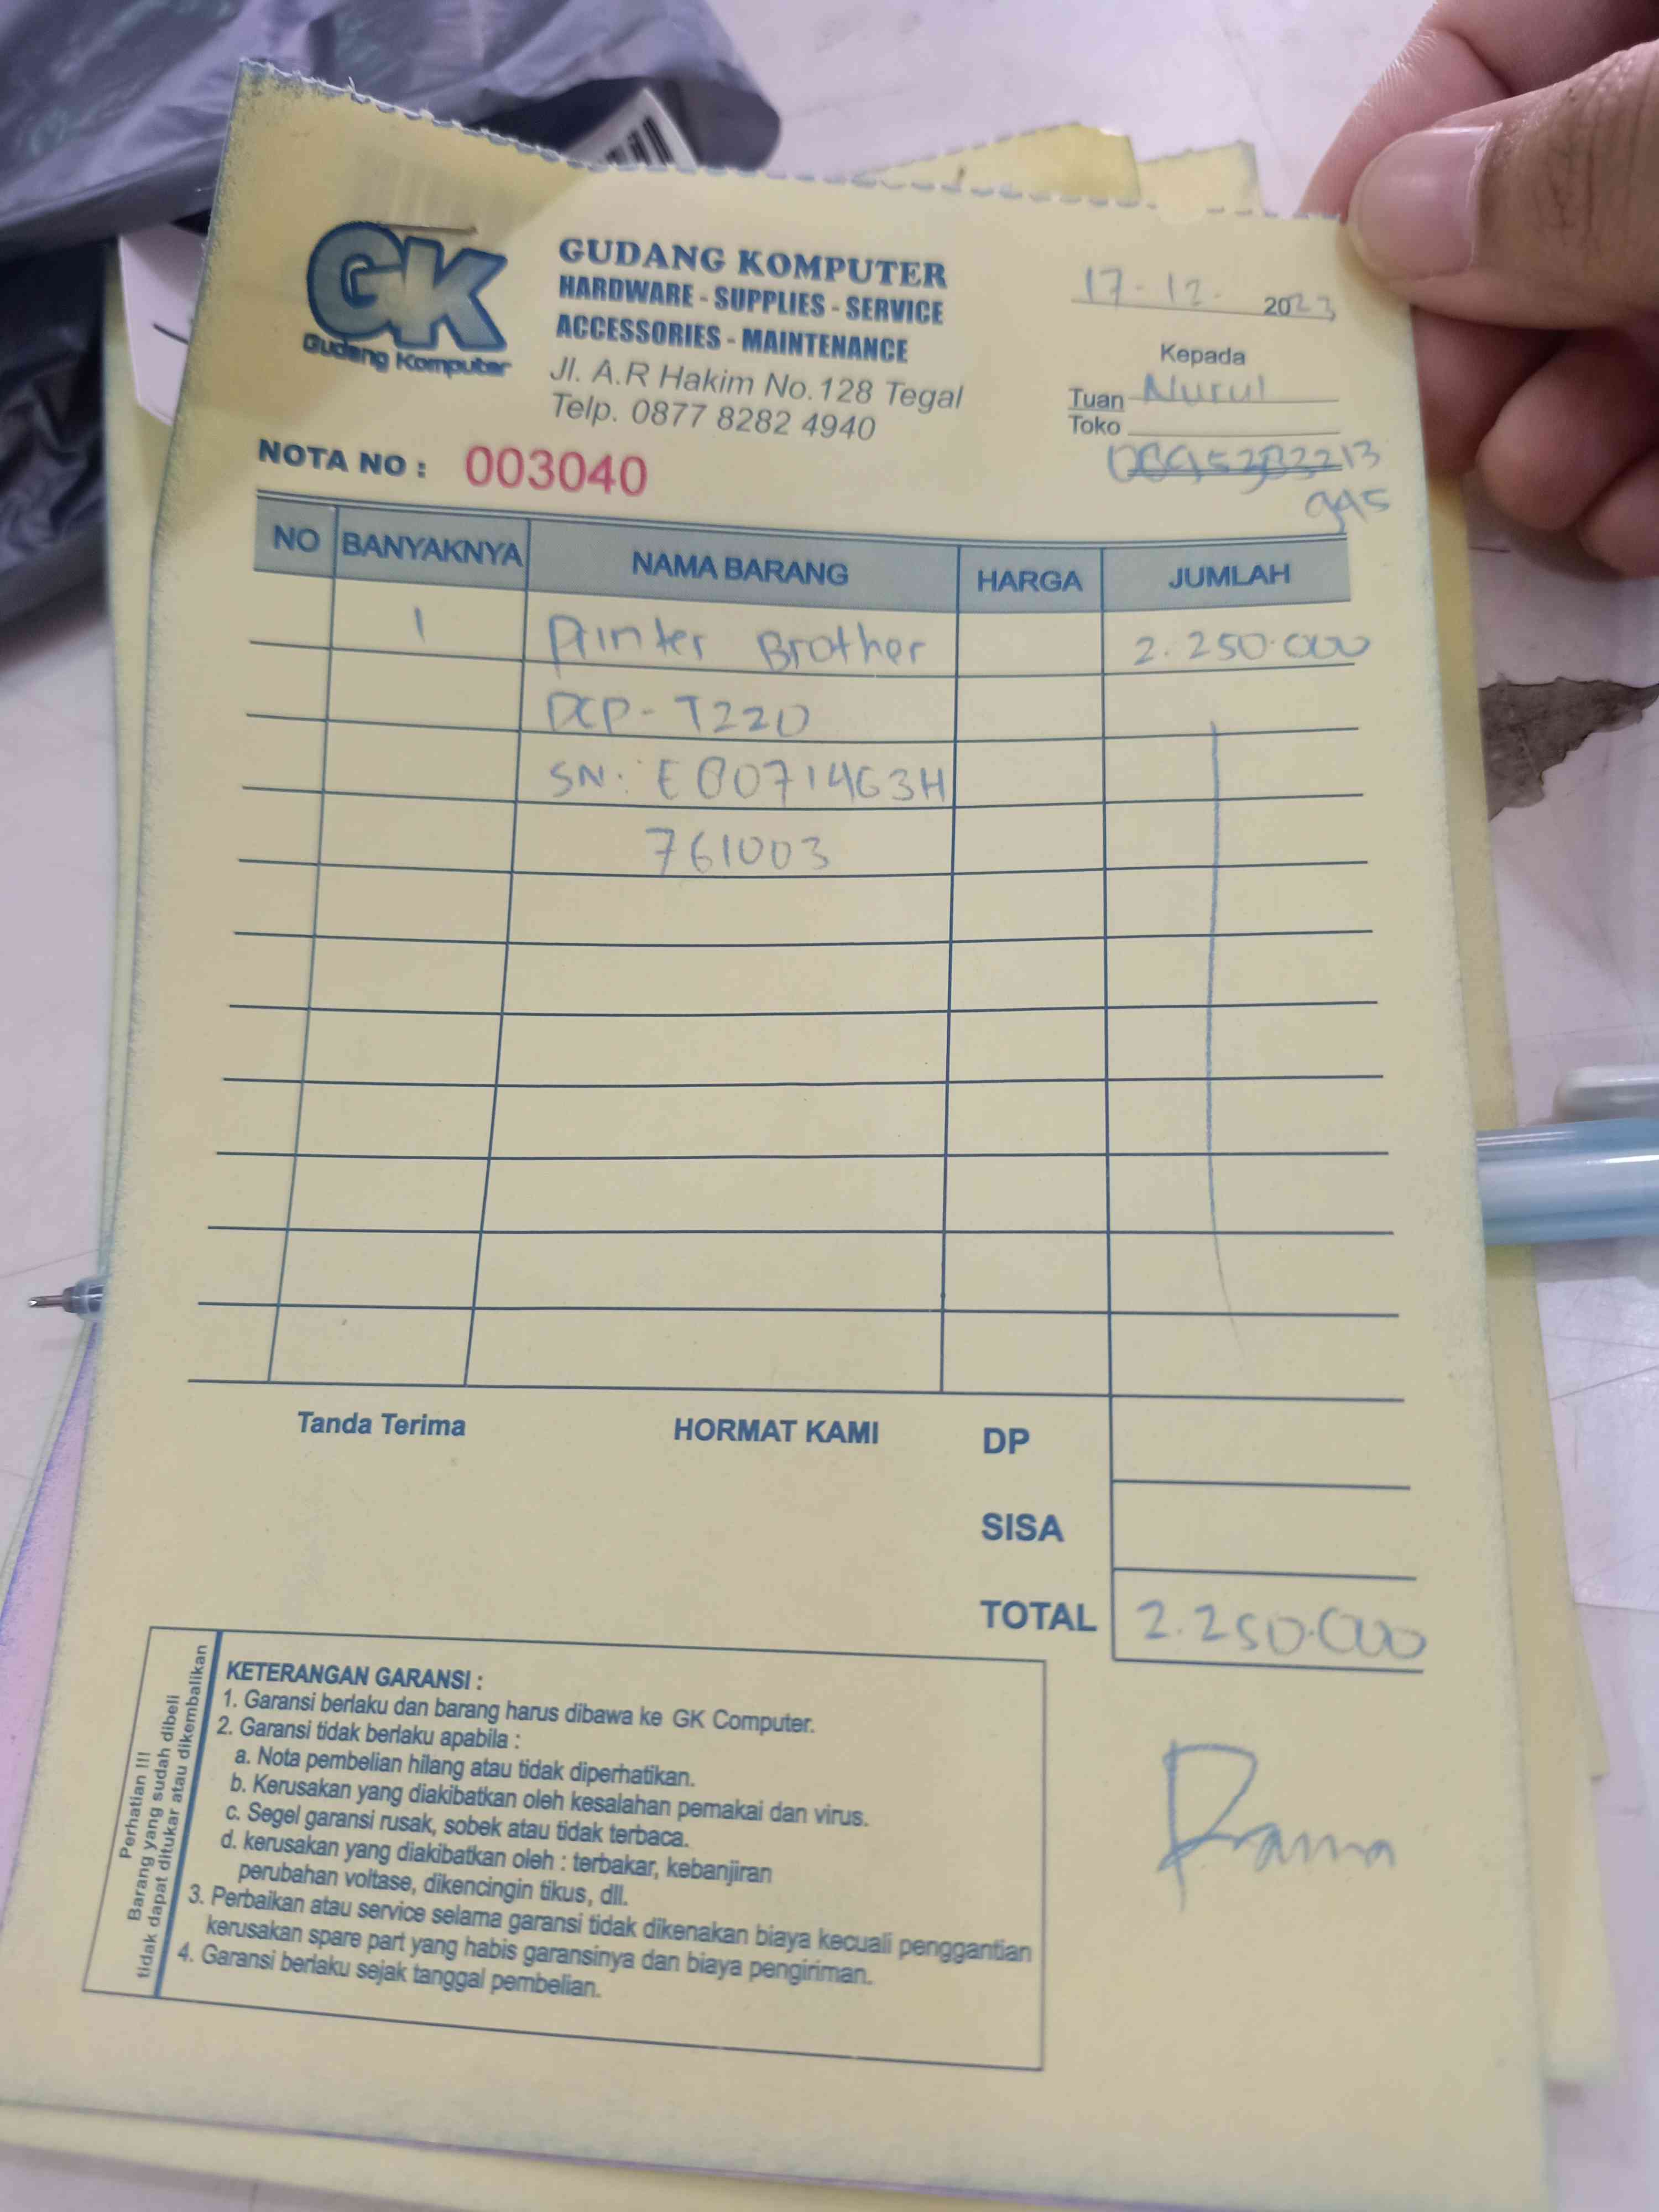 GK
Gudang Komputer
GUDANG KOMPUTER
HARDWARE - SUPPLIES - SERVICE
ACCESSORIES - MAINTENANCE
Jl. A.R Hakim No. 128 Tegal
Telp. 0877 8282 4940
17-12- 2023
Kepada
Tuan Nurul
Toko
NOTA NO : 003040
NO BANYAKNYA NAMA BARANG HARGA JUMLAH
1 Printer Brother 2.250.000
DCP-T220
SN:
761003
Tanda Terima HORMAT KAMI DP
SISA
TOTAL 2.250.000
Perhatian !!!
Barang yang sudah dibeli
tidak dapat ditukar atau dikembalikan
KETERANGAN GARANSI :
1. Garansi berlaku dan barang harus dibawa ke GK Computer.
2. Garansi tidak berlaku apabila :
a. Nota pembelian hilang atau tidak diperhatikan.
b. Kerusakan yang diakibatkan oleh kesalahan pemakai dan virus.
c. Segel garansi rusak, sobek atau tidak terbaca.
d. kerusakan yang diakibatkan oleh : terbakar, kebanjiran
perubahan voltase, dikencingin tikus, dll.
3. Perbaikan atau service selama garansi tidak dikenakan biaya kecuali penggantian
kerusakan spare part yang habis garansinya dan biaya pengiriman.
4. Garansi berlaku sejak tanggal pembelian.